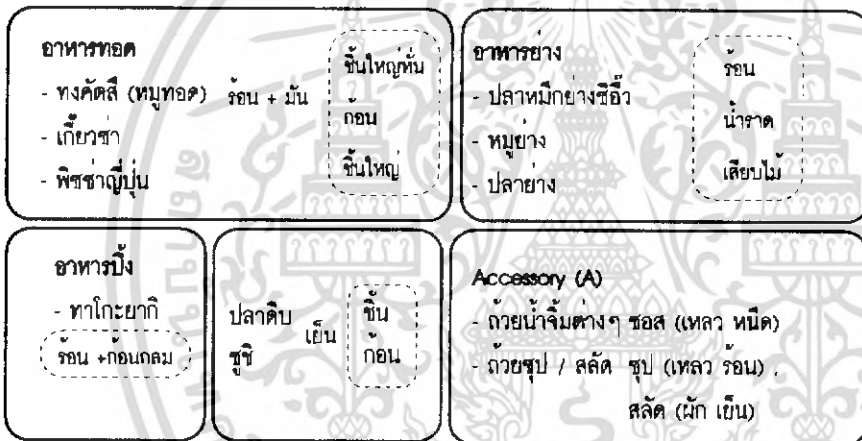 อาหารทอด
- ทงคัตสึ (หมูทอด) ร้อน + มัน
- เกี๊ยวซ่า
- พิซซ่าญี่ปุ่น
ชิ้นใหญ่หั่น
ก้อน
ชิ้นใหญ่
อาหารย่าง
- ปลาหมึกย่างซีอิ๊ว
- หมูย่าง
- ปลาย่าง
ร้อน
น้ำราด
เสียบไม้
อาหารปิ้ง
- ทาโกะยากิ
ร้อน +ก้อนกลม
ปลาดิบ
ซูชิ
เย็น
ชิ้น
ก้อน
Accessory (A)
- ถ้วยน้ำจิ้มต่างๆ ซอส (เหลว หนืด)
- ถ้วยซุป / สลัด ซุป (เหลว ร้อน) ,
สลัด (ผัก เย็น)